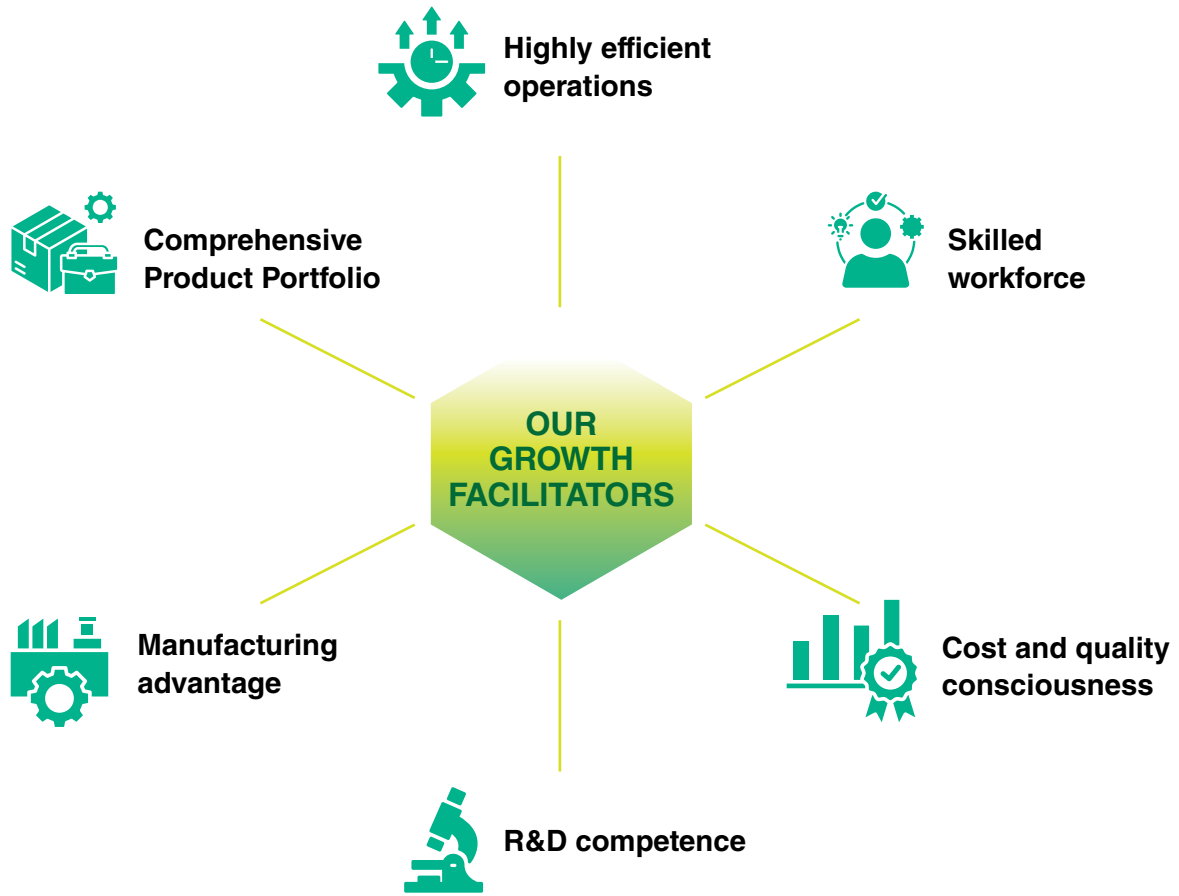 Highly efficient
operations
Comprehensive
Product Portfolio
Skilled
workforce
OUR
GROWTH
FACILITATORS
Manufacturing
advantage
Cost and quality
consciousness
R&D competence